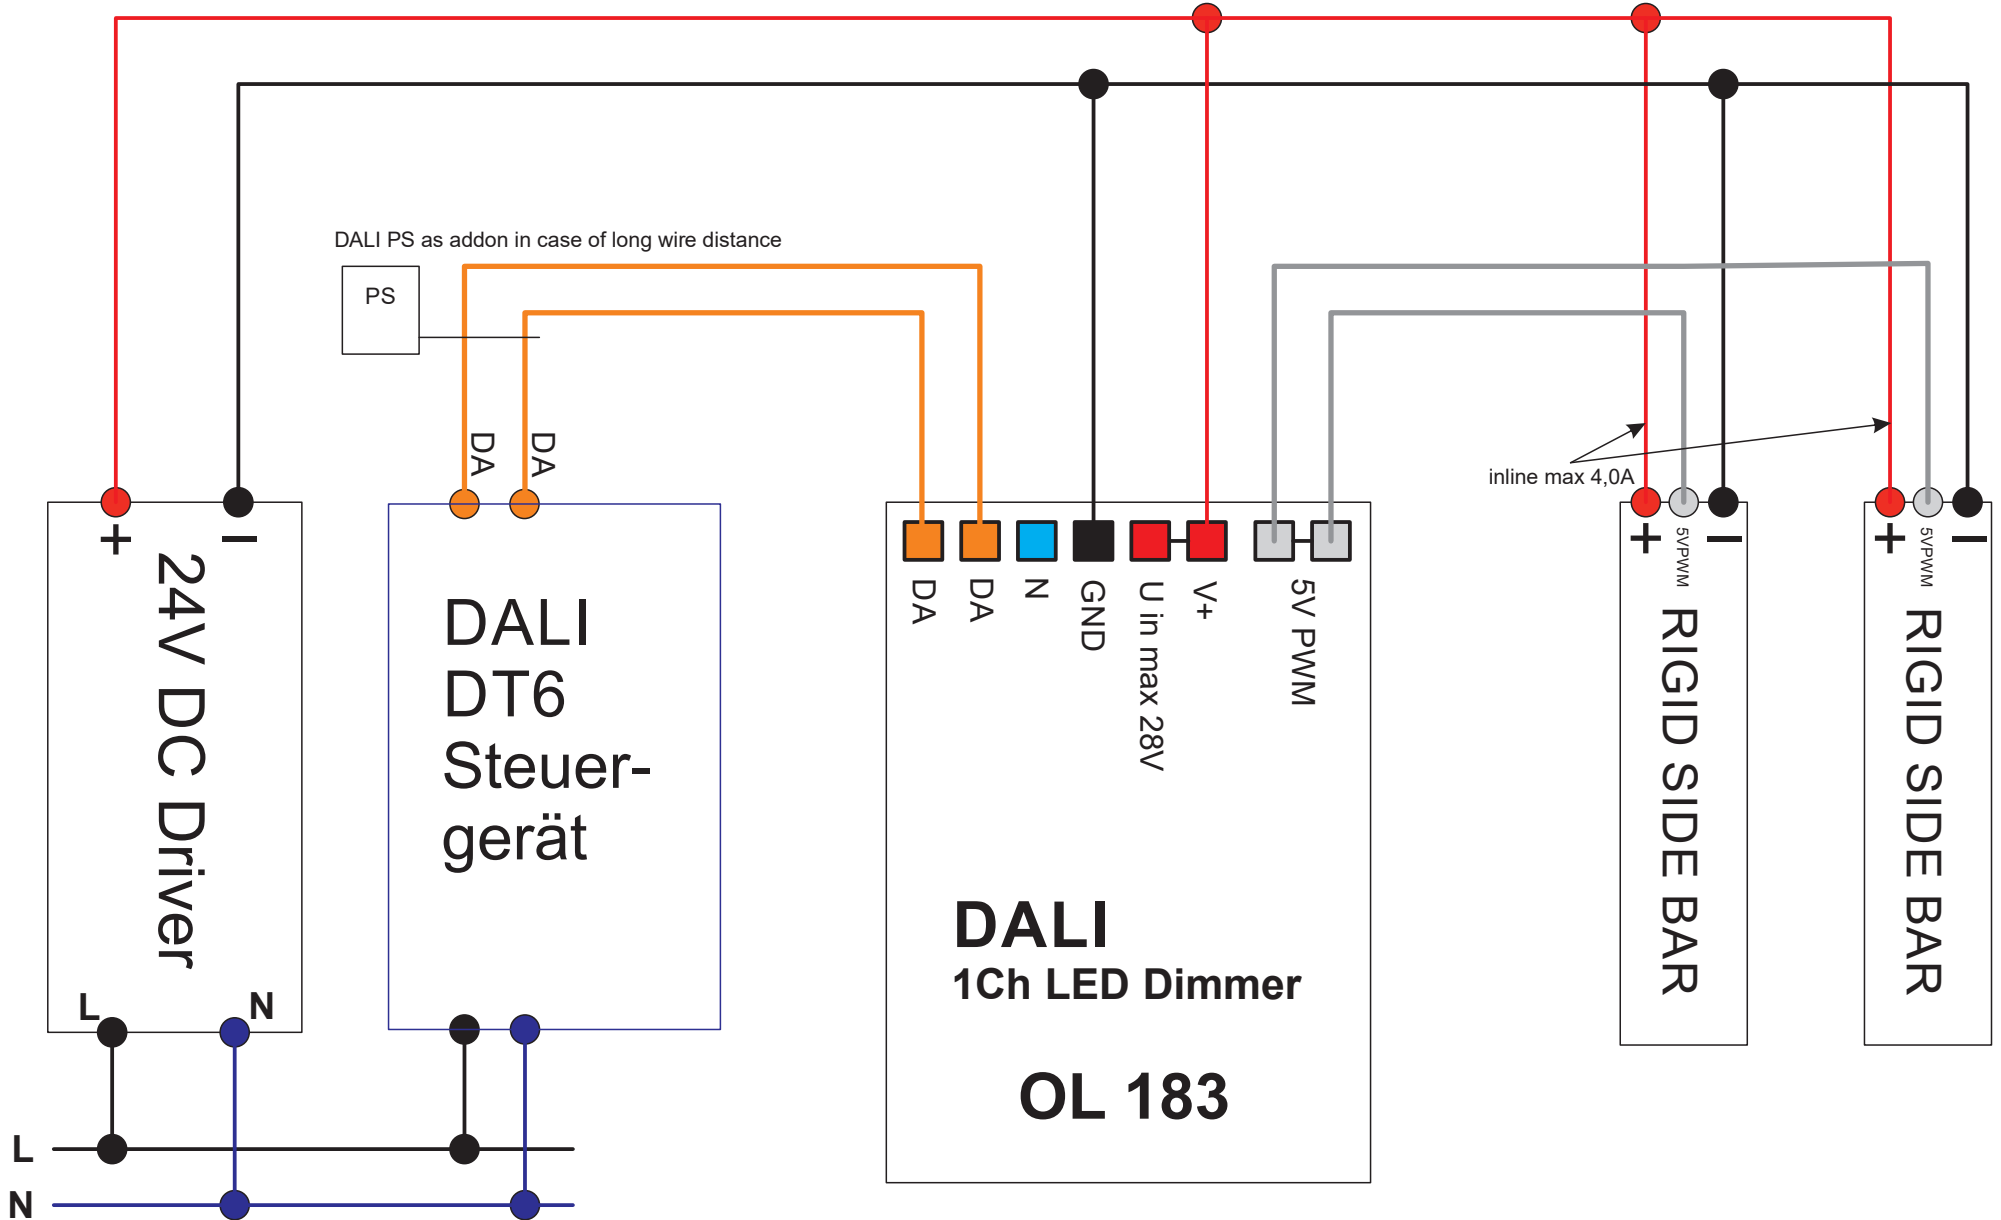 DALI PS as addon in case of long wire distance
PS
DA
DA
inline max 4,0A
+
–
24V DC Driver
L
N
DALI
DT6
Steuer-
gerät
DA
DA
N
GND
U in max 28V
V+
5V PWM
DALI
1Ch LED Dimmer
OL 183
+
5VPWM
–
RIGID SIDE BAR
+
5VPWM
–
RIGID SIDE BAR
L
N